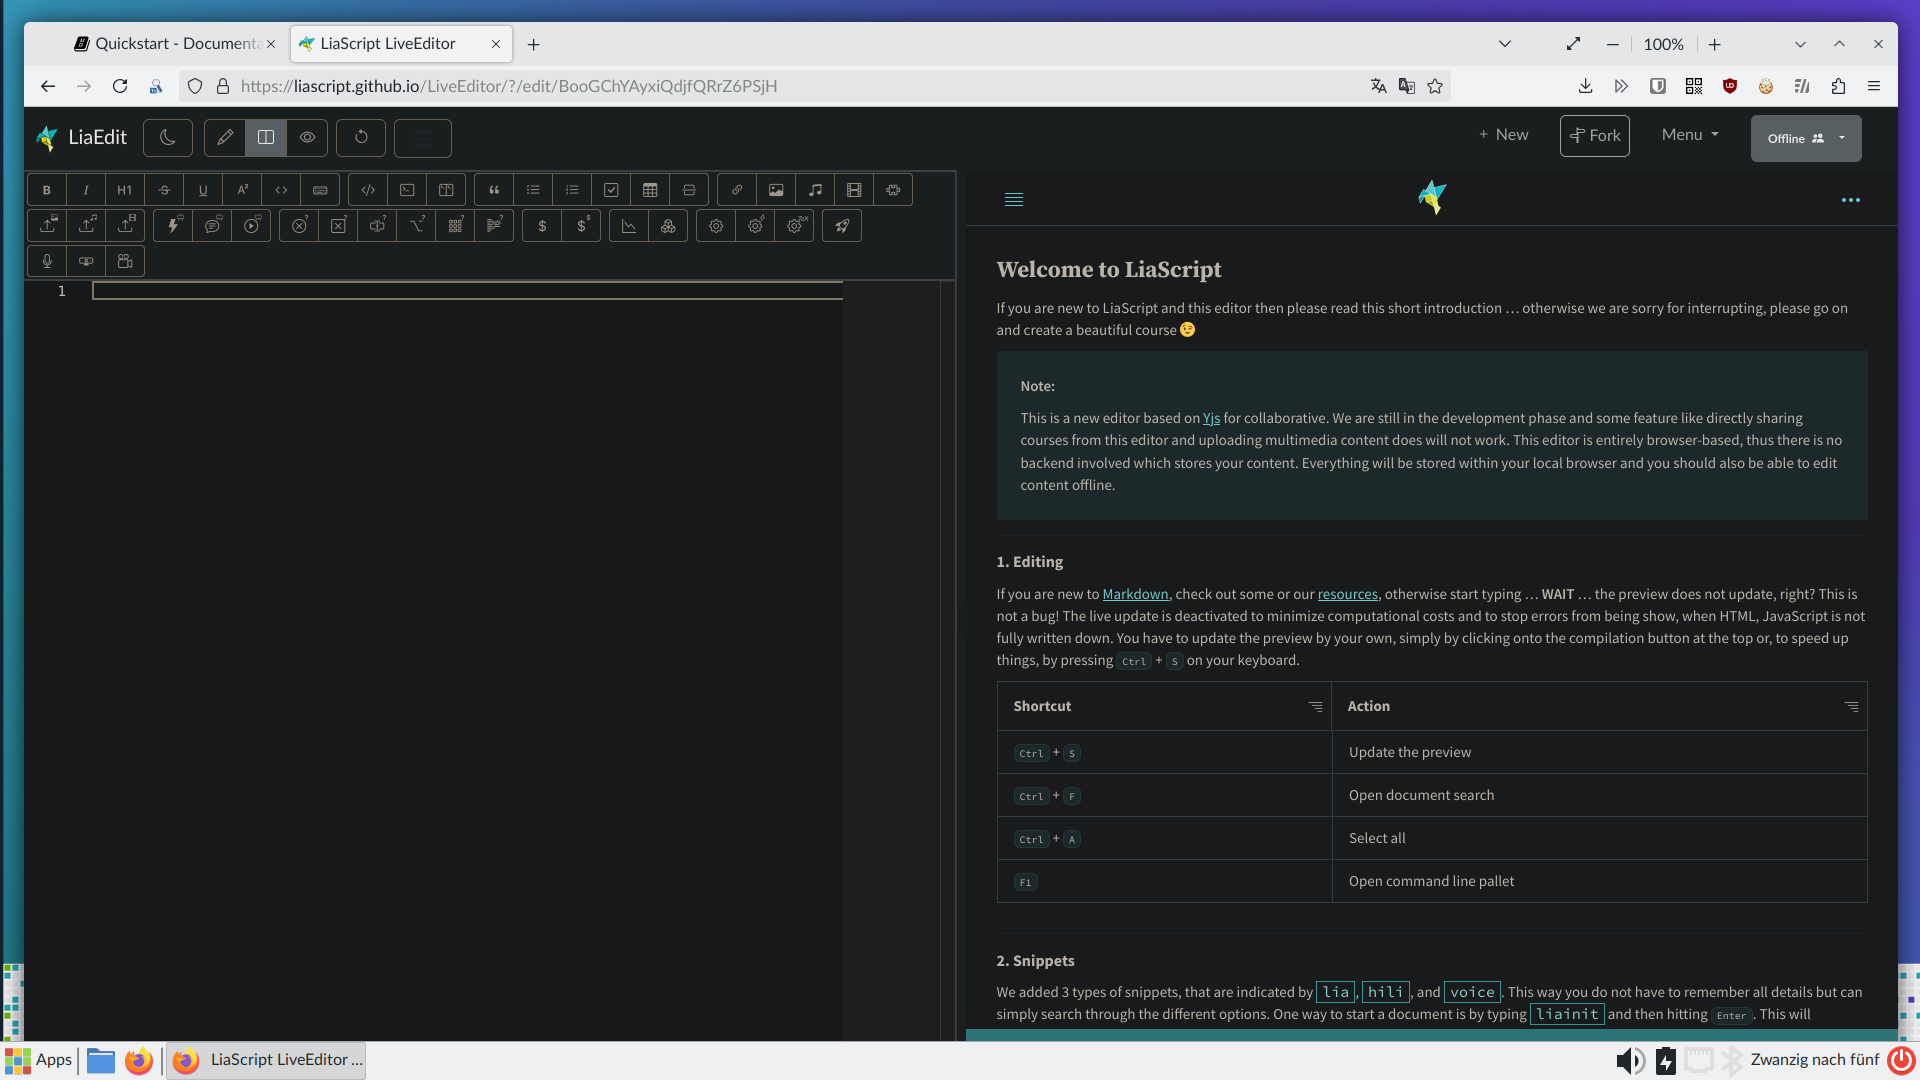 Quickstart - Documenta
LiaScript LiveEditor
100%
https://liascript.github.io/LiveEditor/?/edit/BooGChYAyxiQdjfQRrZ6PSjH
LiaEdit
+ New
Fork
Menu
Offline
B I H1 S U A
$ $
1
Welcome to LiaScript
If you are new to LiaScript and this editor then please read this short introduction … otherwise we are sorry for interrupting, please go on
and create a beautiful course 😉
Note:
This is a new editor based on Yjs for collaborative. We are still in the development phase and some feature like directly sharing
courses from this editor and uploading multimedia content does will not work. This editor is entirely browser-based, thus there is no
backend involved which stores your content. Everything will be stored within your local browser and you should also be able to edit
content offline.
1. Editing
If you are new to Markdown, check out some or our resources, otherwise start typing … WAIT … the preview does not update, right? This is
not a bug! The live update is deactivated to minimize computational costs and to stop errors from being show, when HTML, JavaScript is not
fully written down. You have to update the preview by your own, simply by clicking onto the compilation button at the top or, to speed up
things, by pressing Ctrl + S on your keyboard.
Shortcut Action
Ctrl + S Update the preview
Ctrl + F Open document search
Ctrl + A Select all
F1 Open command line pallet
2. Snippets
We added 3 types of snippets, that are indicated by lia, hili, and voice. This way you do not have to remember all details but can
simply search through the different options. One way to start a document is by typing liainit and then hitting Enter. This will
Apps
LiaScript LiveEditor ...
Zwanzig nach fünf